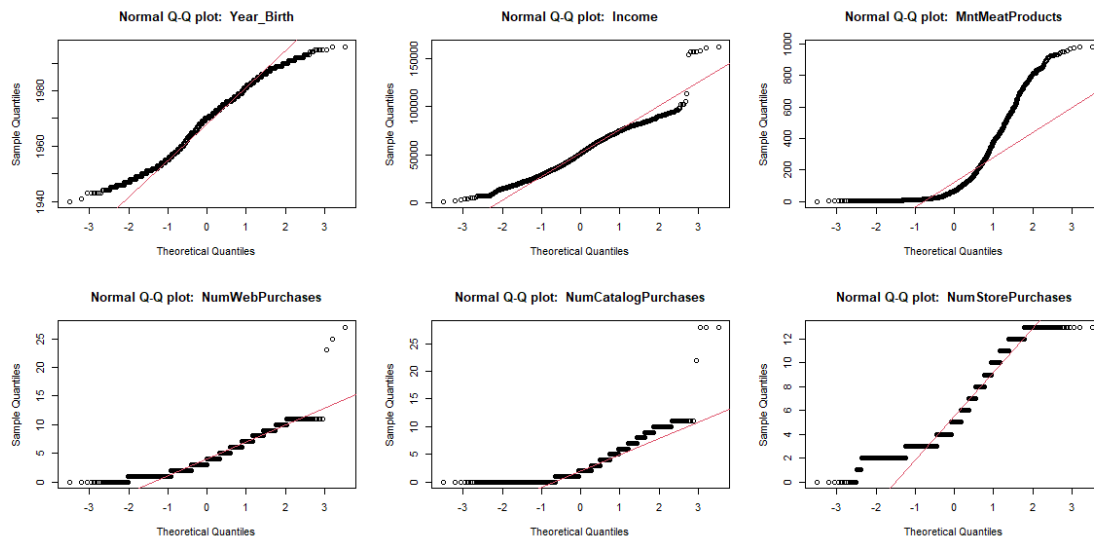 Normal Q-Q plot: Year_Birth
Sample Quantiles
1940 1960 1980
-3 -2 -1 0 1 2 3
Theoretical Quantiles
Normal Q-Q plot: Income
Sample Quantiles
0 50000 100000 150000
-3 -2 -1 0 1 2 3
Theoretical Quantiles
Normal Q-Q plot: MntMeatProducts
Sample Quantiles
0 200 400 600 800 1000
-3 -2 -1 0 1 2 3
Theoretical Quantiles
Normal Q-Q plot: NumWebPurchases
Sample Quantiles
0 5 10 15 20 25
-3 -2 -1 0 1 2 3
Theoretical Quantiles
Normal Q-Q plot: NumCatalogPurchases
Sample Quantiles
0 5 10 15 20 25
-3 -2 -1 0 1 2 3
Theoretical Quantiles
Normal Q-Q plot: NumStorePurchases
Sample Quantiles
0 2 4 6 8 10 12
-3 -2 -1 0 1 2 3
Theoretical Quantiles